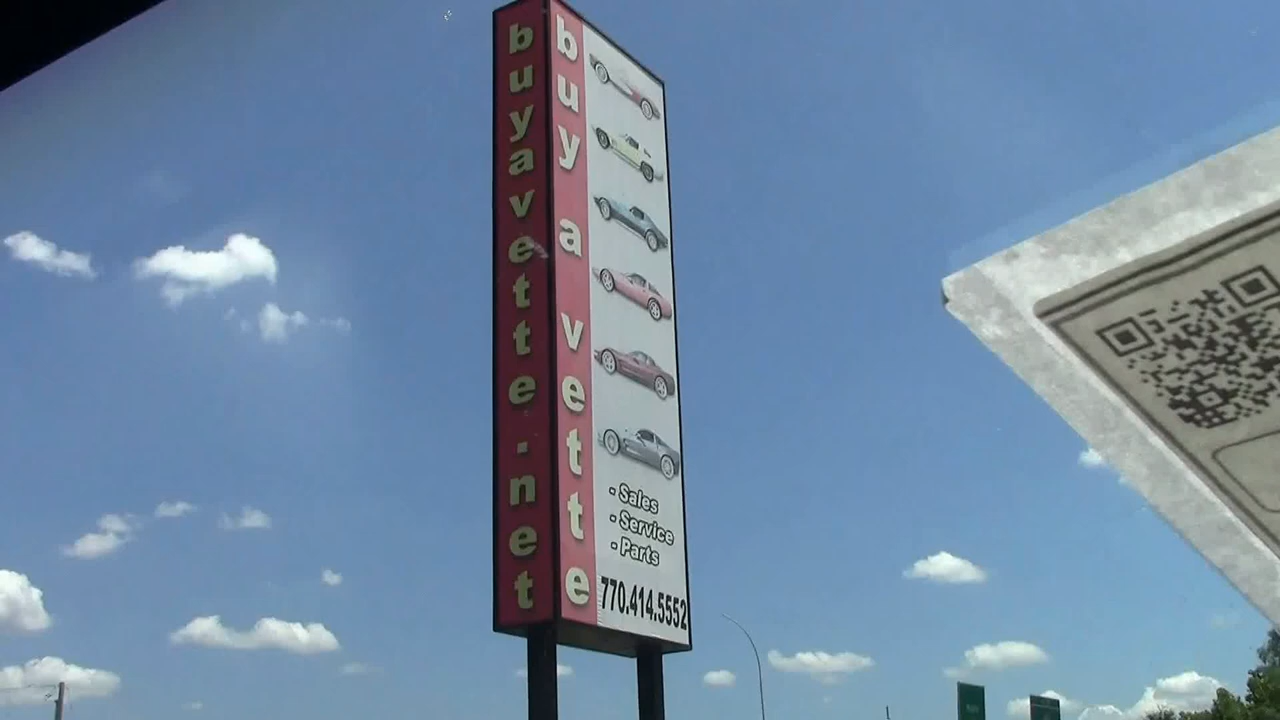 buyavette.net
buy a vette
- Sales
- Service
- Parts
770.414.5552